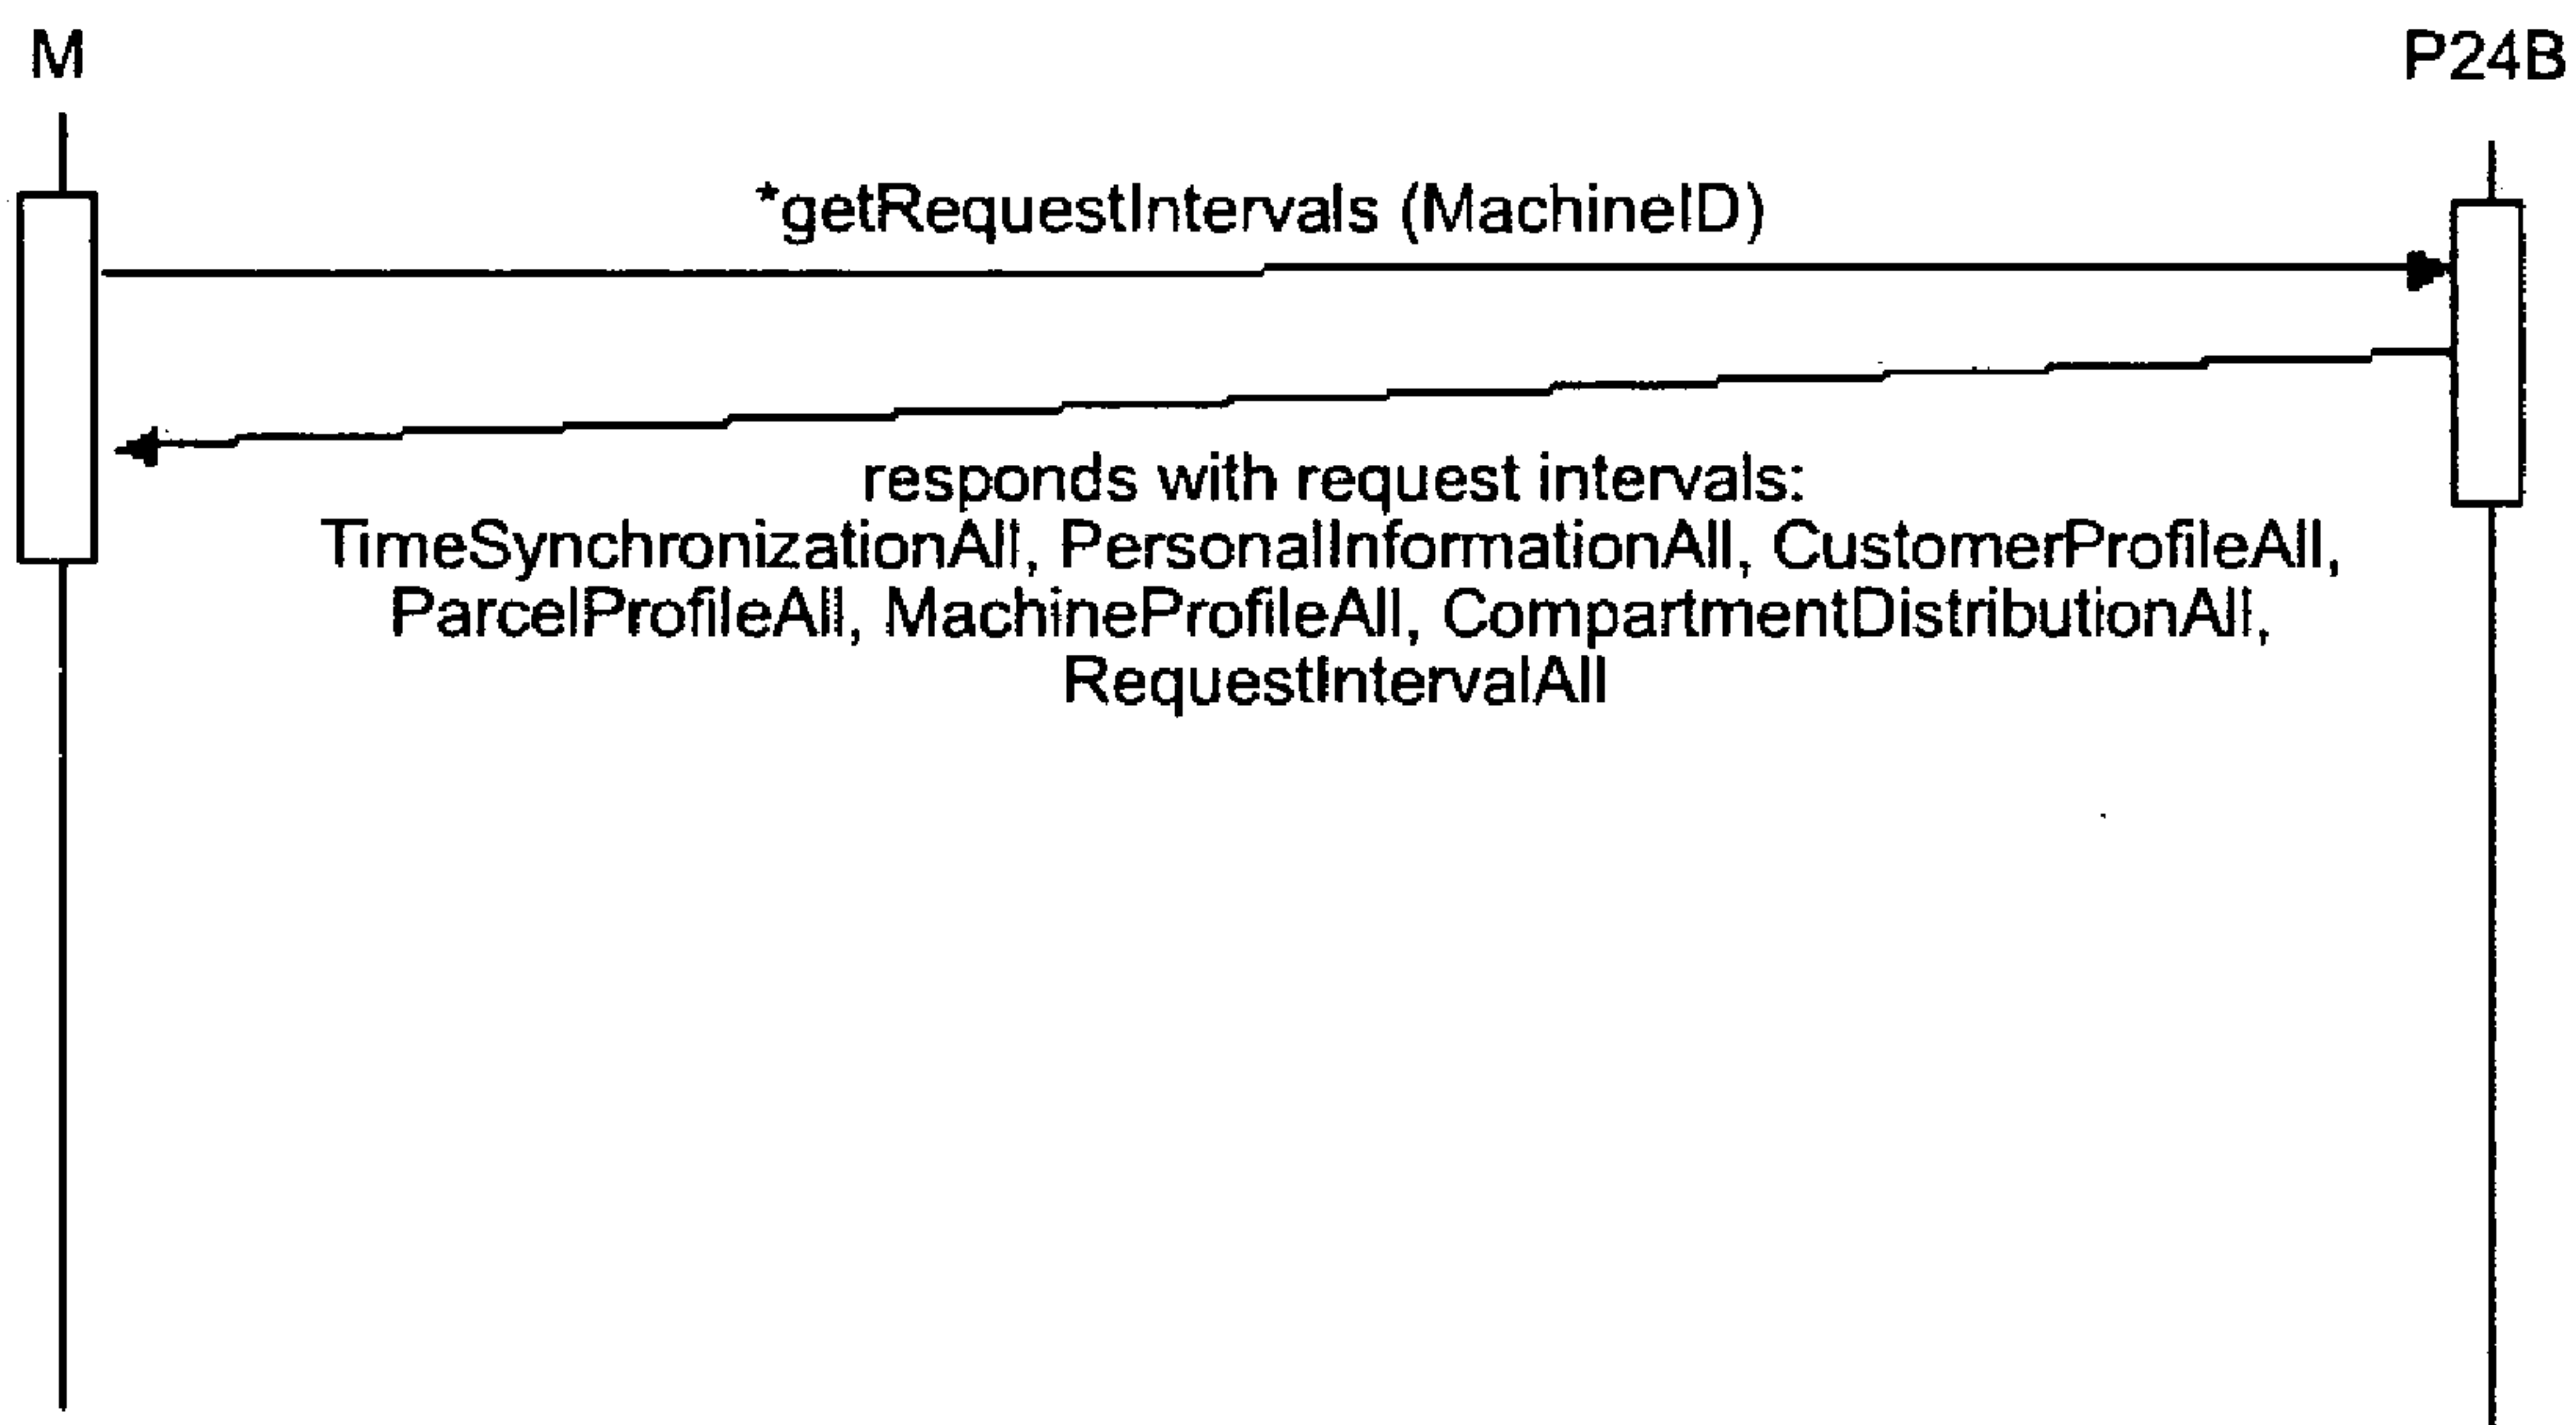 M
P24B
*getRequestIntervals (MachineID)
responds with request intervals:
TimeSynchronizationAll, PersonalInformationAll, CustomerProfileAll,
ParcelProfileAll, MachineProfileAll, CompartmentDistributionAll,
RequestIntervalAll